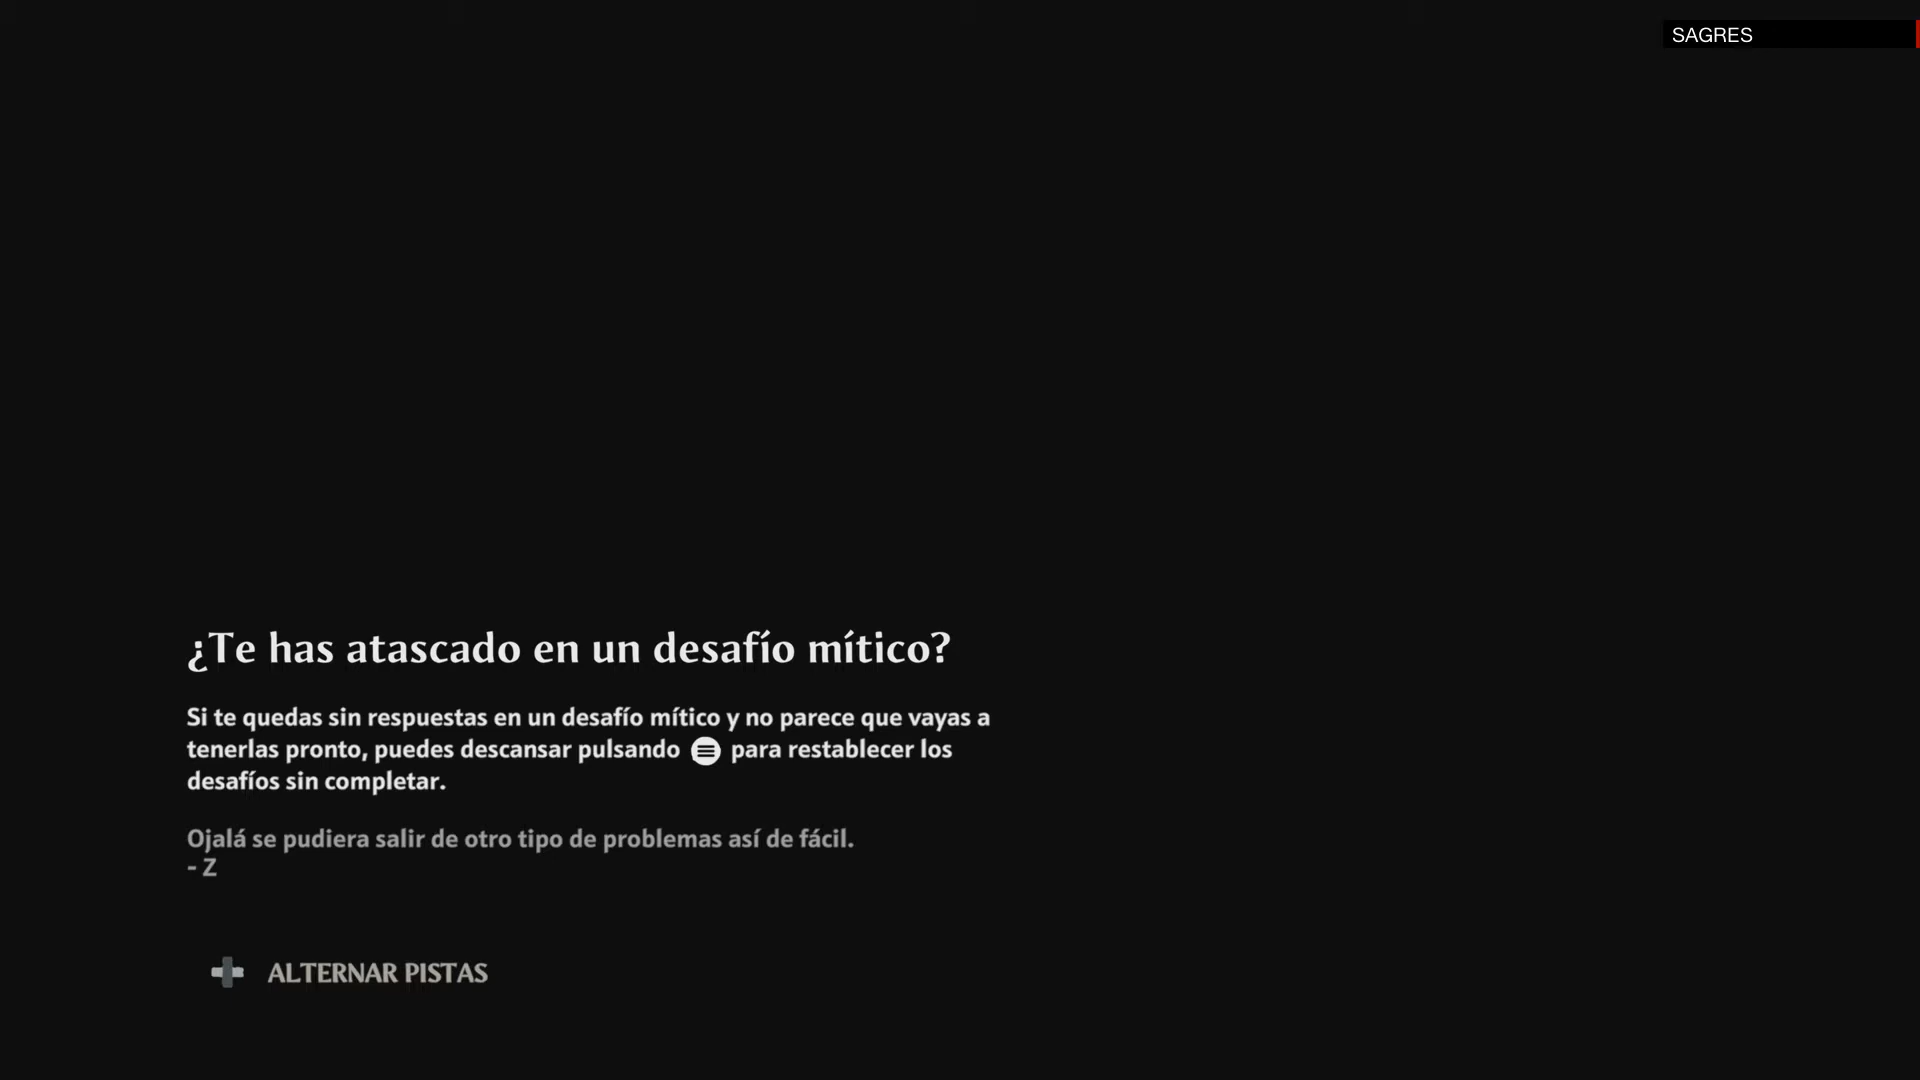 SAGRES
¿Te has atascado en un desafío mítico?
Si te quedas sin respuestas en un desafío mítico y no parece que vayas a
tenerlas pronto, puedes descansar pulsando para restablecer los
desafíos sin completar.
Ojalá se pudiera salir de otro tipo de problemas así de fácil.
- Z
ALTERNAR PISTAS